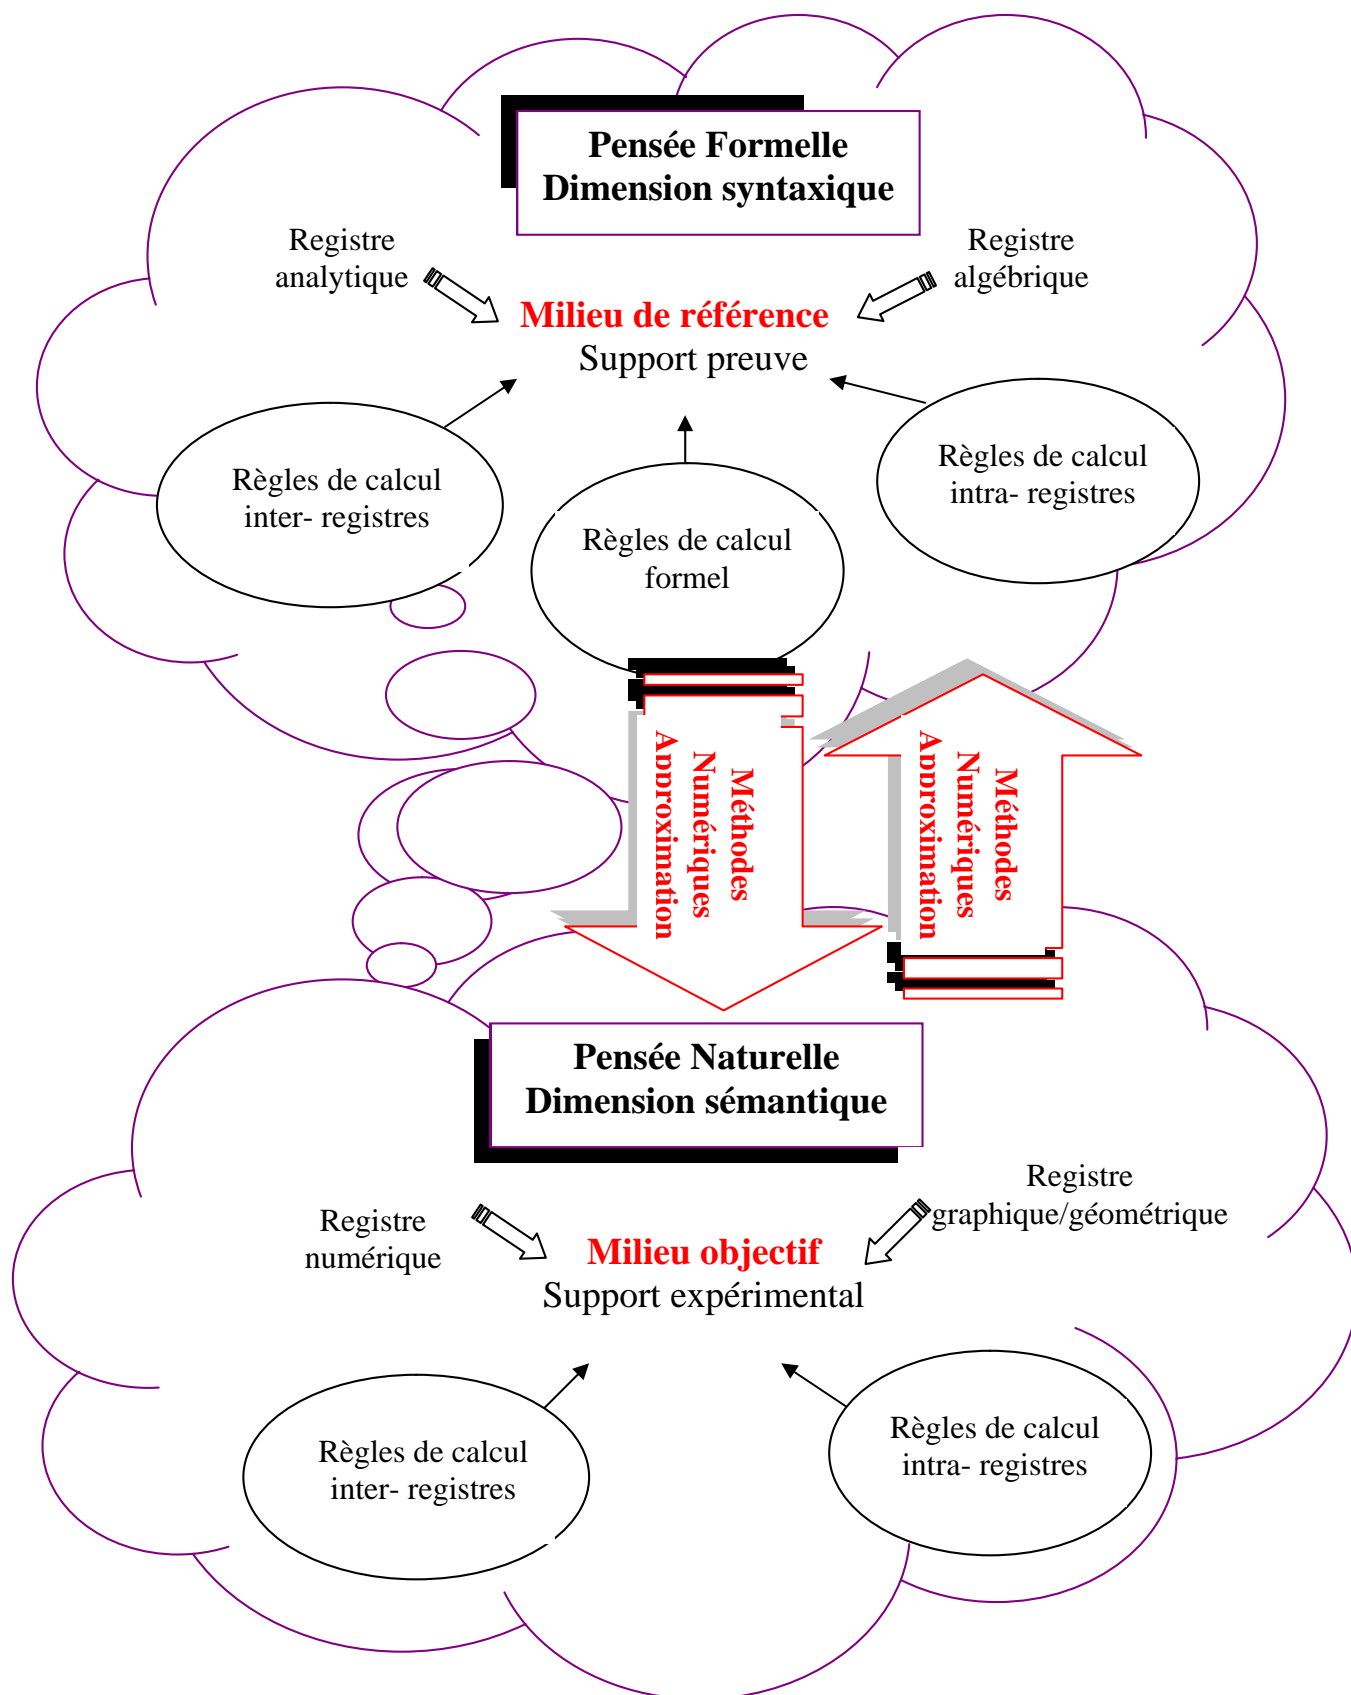 Pensée Formelle
Dimension syntaxique
Registre
analytique
Registre
algébrique
Milieu de référence
Support preuve
Règles de calcul
inter- registres
Règles de calcul
formel
Règles de calcul
intra- registres
Méthodes
Numériques
Approximation
Méthodes
Numériques
Approximation
Pensée Naturelle
Dimension sémantique
Registre
numérique
Registre
graphique/géométrique
Milieu objectif
Support expérimental
Règles de calcul
inter- registres
Règles de calcul
intra- registres